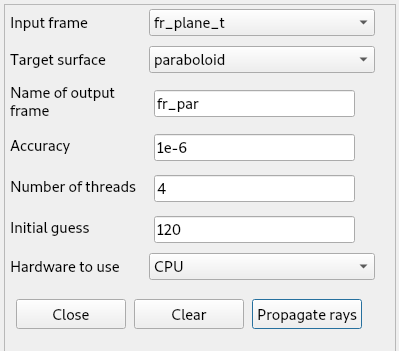 Input frame fr_plane_t
Target surface paraboloid
Name of output
frame fr_par
Accuracy 1e-6
Number of threads 4
Initial guess 120
Hardware to use CPU
Close Clear Propagate rays